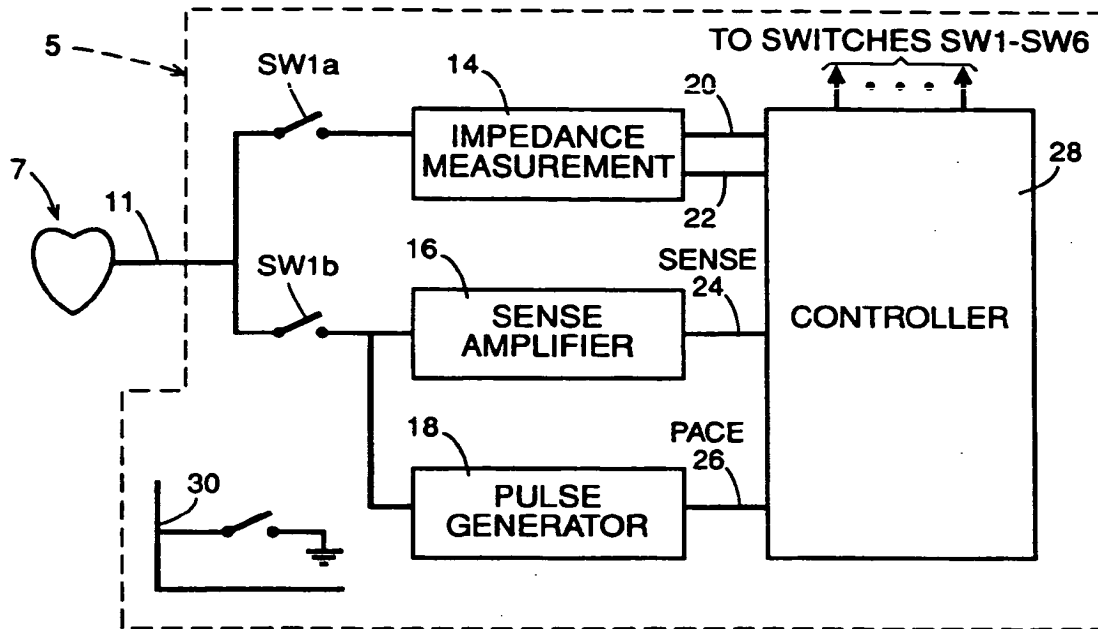 5
TO SWITCHES SW1-SW6
SW1a
14
20
IMPEDANCE
MEASUREMENT
28
7
11
22
SW1b
16
SENSE
24
SENSE
AMPLIFIER
CONTROLLER
18
PACE
26
30
PULSE
GENERATOR